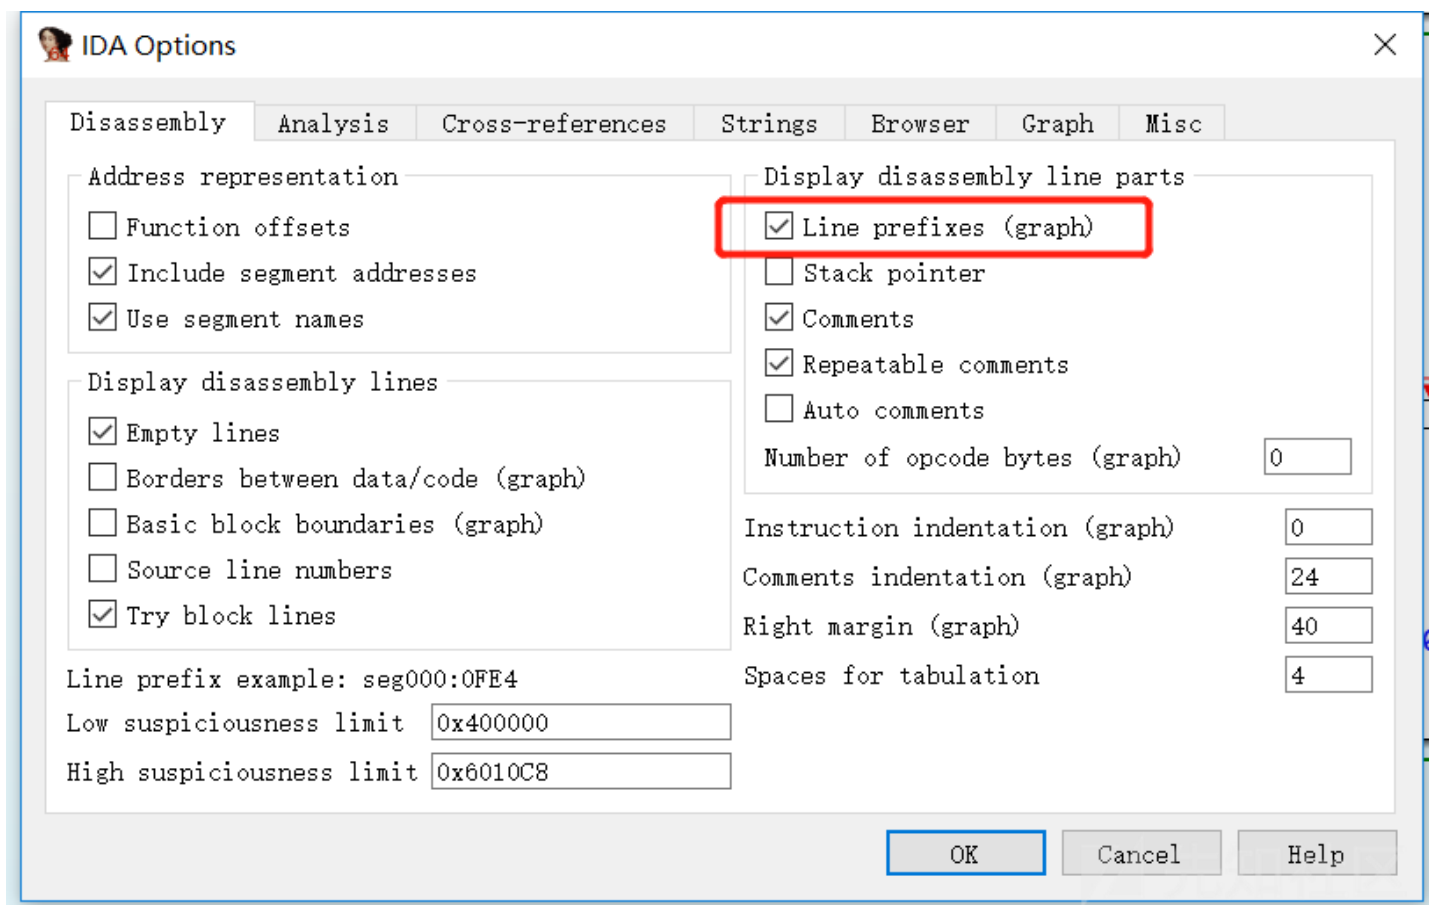 IDA Options
Disassembly Analysis Cross-references Strings Browser Graph Misc
Address representation
Function offsets
Include segment addresses
Use segment names
Display disassembly lines
Empty lines
Borders between data/code (graph)
Basic block boundaries (graph)
Source line numbers
Try block lines
Line prefix example: seg000:0FE4
Low suspiciousness limit 0x400000
High suspiciousness limit 0x6010C8
Display disassembly line parts
Line prefixes (graph)
Stack pointer
Comments
Repeatable comments
Auto comments
Number of opcode bytes (graph) 0
Instruction indentation (graph) 0
Comments indentation (graph) 24
Right margin (graph) 40
Spaces for tabulation 4
OK Cancel Help